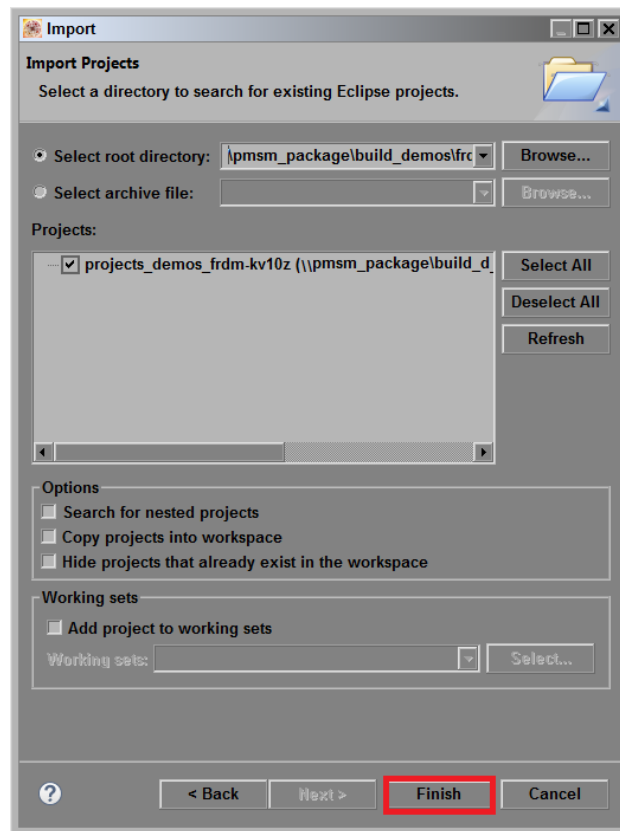 Import
Import Projects
Select a directory to search for existing Eclipse projects.
Select root directory: \pmsm_package\build_demos\frd Browse...
Select archive file: Browse...
Projects:
projects_demos_frdm-kv10z (\\pmsm_package\build_d Select All
Deselect All
Refresh
Options
Search for nested projects
Copy projects into workspace
Hide projects that already exist in the workspace
Working sets
Add project to working sets
Working sets: Select...
? < Back Next > Finish Cancel